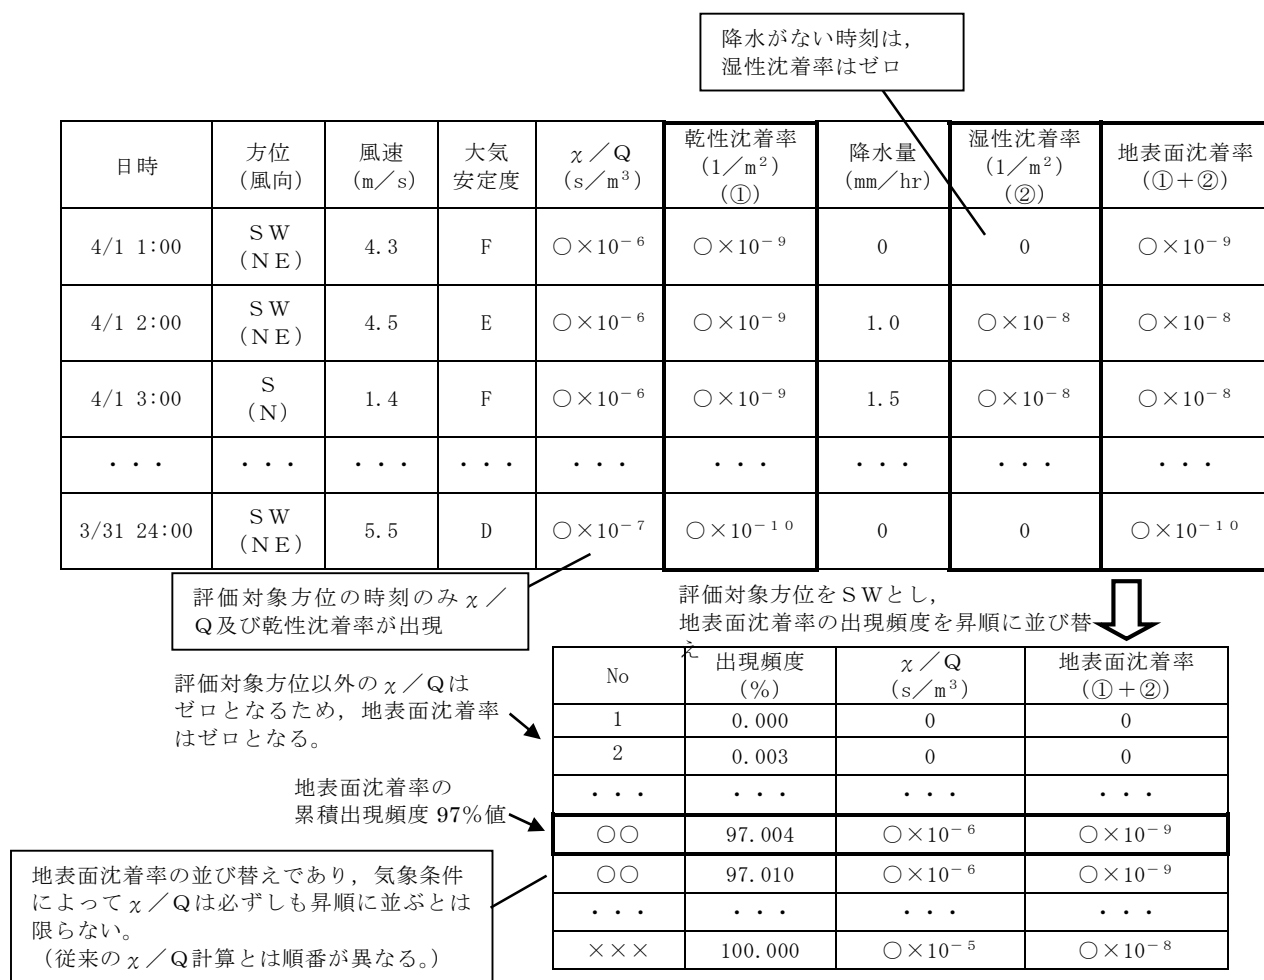 降水がない時刻は，
湿性沈着率はゼロ
日時 方位 (風向) 風速 (m／s) 大気 安定度 χ／Q (s／m³) 乾性沈着率 (1／m²) (①) 降水量 (mm／hr) 湿性沈着率 (1／m²) (②) 地表面沈着率 (①＋②)
4/1 1:00 ＳＷ (ＮＥ) 4.3 F ○×10⁻⁶ ○×10⁻⁹ 0 0 ○×10⁻⁹
4/1 2:00 ＳＷ (ＮＥ) 4.5 E ○×10⁻⁶ ○×10⁻⁹ 1.0 ○×10⁻⁸ ○×10⁻⁸
4/1 3:00 Ｓ (Ｎ) 1.4 F ○×10⁻⁶ ○×10⁻⁹ 1.5 ○×10⁻⁸ ○×10⁻⁸
・・・ ・・・ ・・・ ・・・ ・・・ ・・・ ・・・ ・・・ ・・・
3/31 24:00 ＳＷ (ＮＥ) 5.5 D ○×10⁻⁷ ○×10⁻¹⁰ 0 0 ○×10⁻¹⁰
評価対象方位の時刻のみχ／
Q及び乾性沈着率が出現
評価対象方位をＳＷとし，
地表面沈着率の出現頻度を昇順に並び替
え
評価対象方位以外のχ／Qは
ゼロとなるため，地表面沈着率
はゼロとなる。
地表面沈着率の
累積出現頻度 97%値
No 出現頻度 (%) χ／Q (s／m³) 地表面沈着率 (①＋②)
1 0.000 0 0
2 0.003 0 0
・・・ ・・・ ・・・ ・・・
○○ 97.004 ○×10⁻⁶ ○×10⁻⁹
○○ 97.010 ○×10⁻⁶ ○×10⁻⁹
・・・ ・・・ ・・・ ・・・
××× 100.000 ○×10⁻⁵ ○×10⁻⁸
地表面沈着率の並び替えであり，気象条件
によってχ／Qは必ずしも昇順に並ぶとは
限らない。
（従来のχ／Q計算とは順番が異なる。）